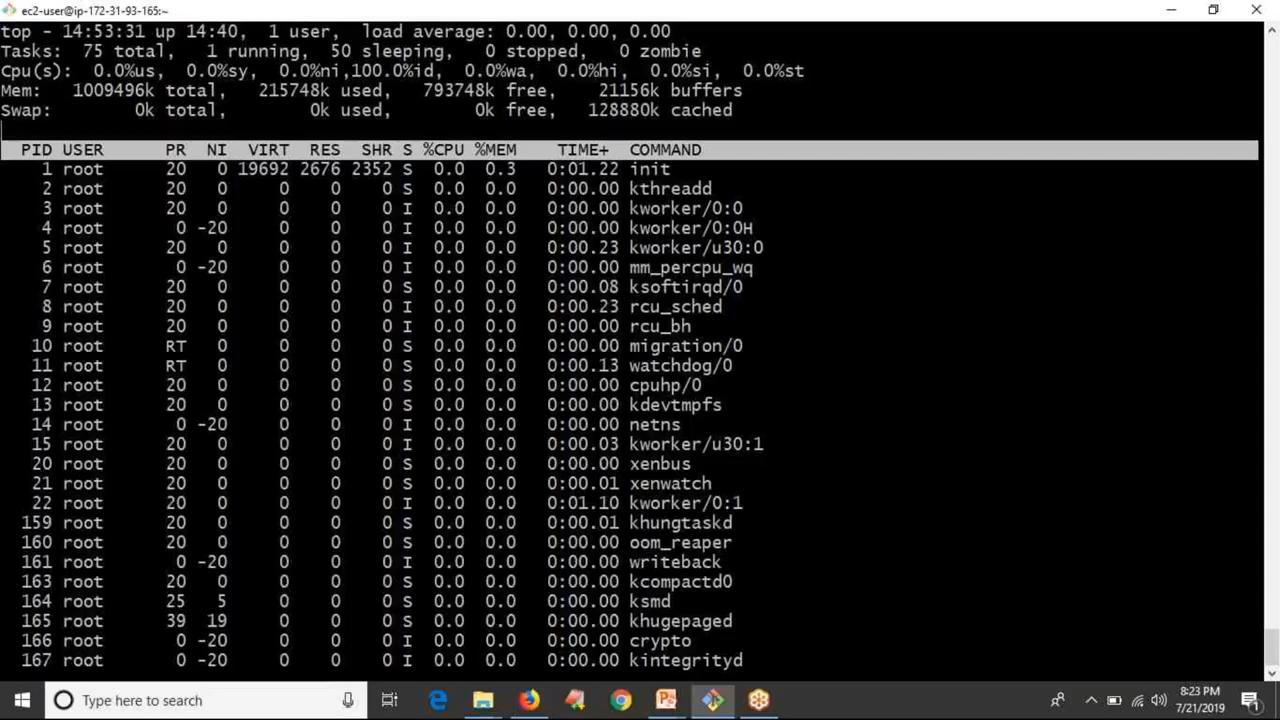 ec2-user@ip-172-31-93-165:~
top - 14:53:31 up 14:40,  1 user,  load average: 0.00, 0.00, 0.00
Tasks:  75 total,   1 running,  50 sleeping,   0 stopped,   0 zombie
Cpu(s):  0.0%us,  0.0%sy,  0.0%ni,100.0%id,  0.0%wa,  0.0%hi,  0.0%si,  0.0%st
Mem:   1009496k total,   215748k used,   793748k free,    21156k buffers
Swap:        0k total,        0k used,        0k free,   128880k cached
PID USER      PR  NI  VIRT  RES  SHR S %CPU %MEM    TIME+  COMMAND
1 root      20   0 19692 2676 2352 S  0.0  0.3   0:01.22 init
2 root      20   0     0    0    0 S  0.0  0.0   0:00.00 kthreadd
3 root      20   0     0    0    0 I  0.0  0.0   0:00.00 kworker/0:0
4 root       0 -20     0    0    0 I  0.0  0.0   0:00.00 kworker/0:0H
5 root      20   0     0    0    0 I  0.0  0.0   0:00.23 kworker/u30:0
6 root       0 -20     0    0    0 I  0.0  0.0   0:00.00 mm_percpu_wq
7 root      20   0     0    0    0 S  0.0  0.0   0:00.08 ksoftirqd/0
8 root      20   0     0    0    0 I  0.0  0.0   0:00.23 rcu_sched
9 root      20   0     0    0    0 I  0.0  0.0   0:00.00 rcu_bh
10 root      RT   0     0    0    0 S  0.0  0.0   0:00.00 migration/0
11 root      RT   0     0    0    0 S  0.0  0.0   0:00.13 watchdog/0
12 root      20   0     0    0    0 S  0.0  0.0   0:00.00 cpuhp/0
13 root      20   0     0    0    0 S  0.0  0.0   0:00.00 kdevtmpfs
14 root       0 -20     0    0    0 I  0.0  0.0   0:00.00 netns
15 root      20   0     0    0    0 I  0.0  0.0   0:00.03 kworker/u30:1
20 root      20   0     0    0    0 S  0.0  0.0   0:00.00 xenbus
21 root      20   0     0    0    0 S  0.0  0.0   0:00.01 xenwatch
22 root      20   0     0    0    0 I  0.0  0.0   0:01.10 kworker/0:1
159 root      20   0     0    0    0 S  0.0  0.0   0:00.01 khungtaskd
160 root      20   0     0    0    0 S  0.0  0.0   0:00.00 oom_reaper
161 root       0 -20     0    0    0 I  0.0  0.0   0:00.00 writeback
163 root      20   0     0    0    0 S  0.0  0.0   0:00.00 kcompactd0
164 root      25   5     0    0    0 S  0.0  0.0   0:00.00 ksmd
165 root      39  19     0    0    0 S  0.0  0.0   0:00.00 khugepaged
166 root       0 -20     0    0    0 I  0.0  0.0   0:00.00 crypto
167 root       0 -20     0    0    0 I  0.0  0.0   0:00.00 kintegrityd
Type here to search
8:23 PM
7/21/2019
1